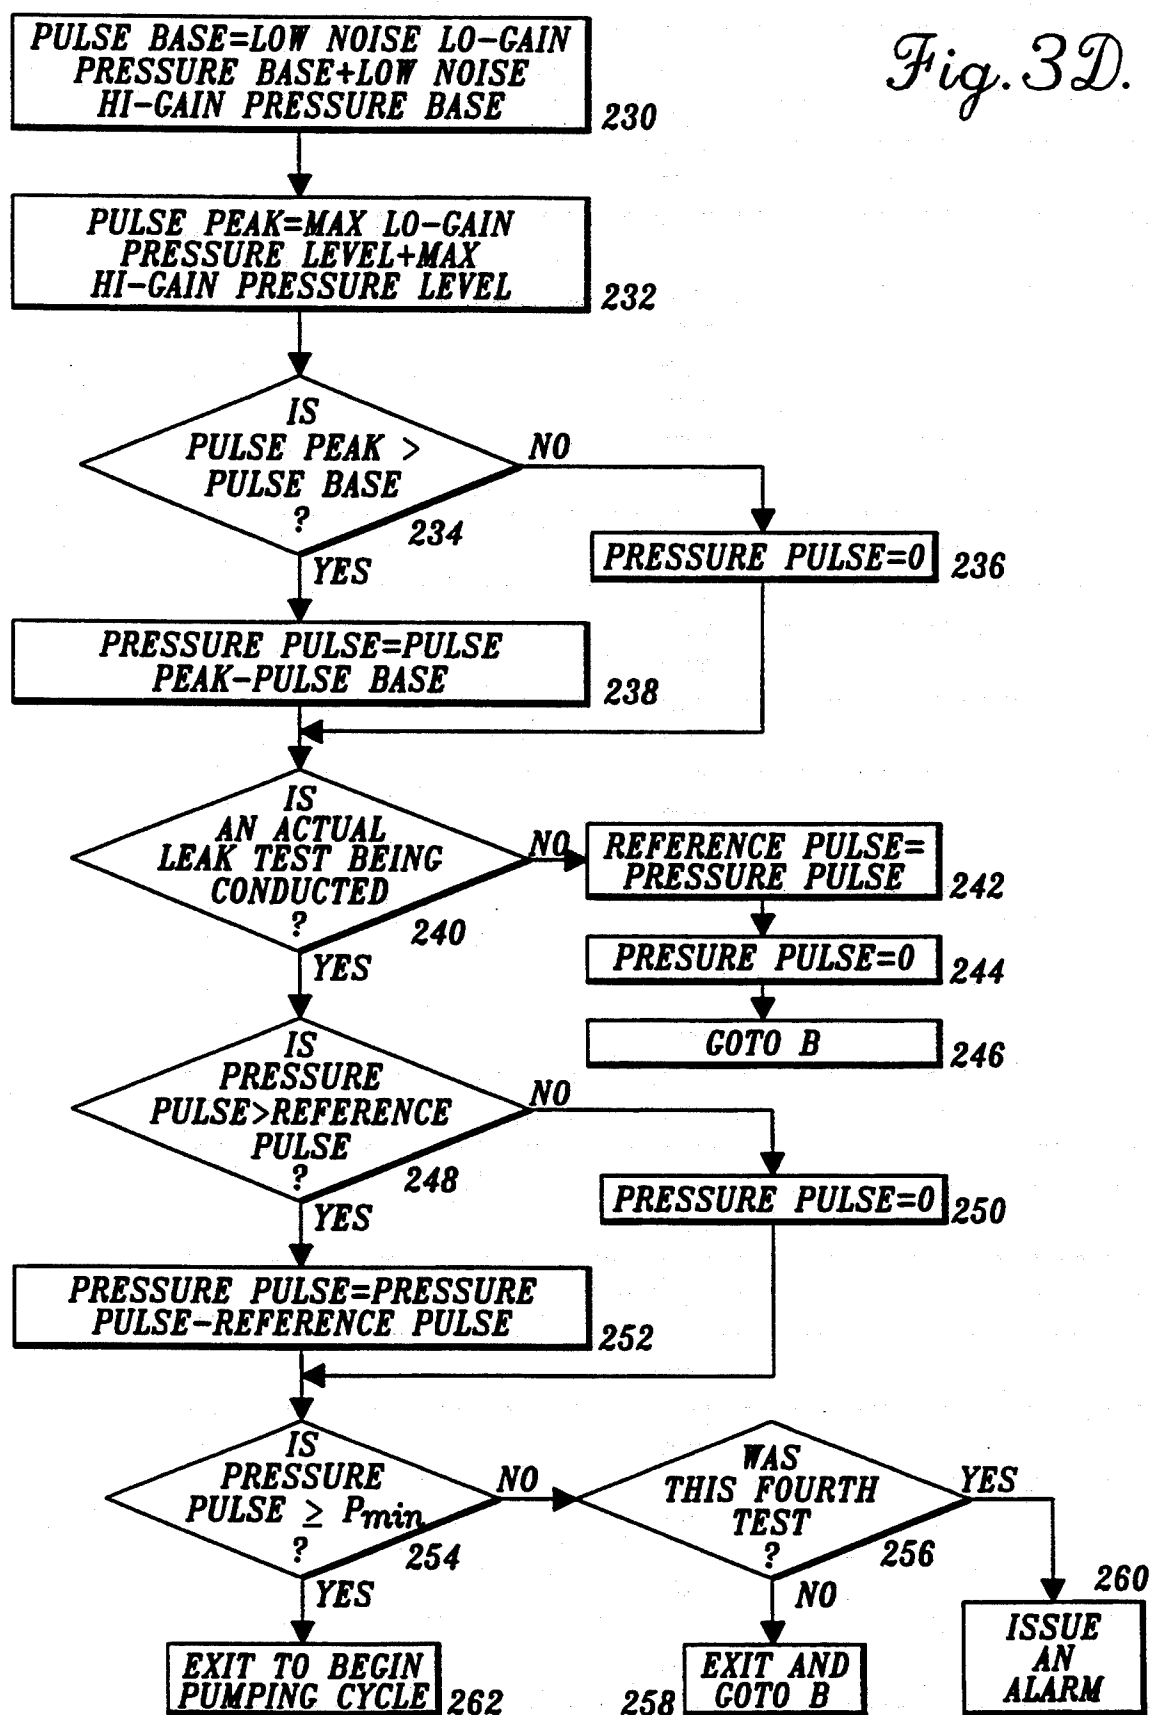 Fig. 3D.
PULSE BASE=LOW NOISE LO-GAIN
PRESSURE BASE+LOW NOISE
HI-GAIN PRESSURE BASE
230
PULSE PEAK=MAX LO-GAIN
PRESSURE LEVEL+MAX
HI-GAIN PRESSURE LEVEL
232
IS
PULSE PEAK >
PULSE BASE
?
234
NO
YES
PRESSURE PULSE=0
236
PRESSURE PULSE=PULSE
PEAK-PULSE BASE
238
IS
AN ACTUAL
LEAK TEST BEING
CONDUCTED
?
240
NO
YES
REFERENCE PULSE=
PRESSURE PULSE
242
PRESURE PULSE=0
244
GOTO B
246
IS
PRESSURE
PULSE>REFERENCE
PULSE
?
248
NO
YES
PRESSURE PULSE=0
250
PRESSURE PULSE=PRESSURE
PULSE-REFERENCE PULSE
252
IS
PRESSURE
PULSE ≥ Pmin
?
254
NO
YES
WAS
THIS FOURTH
TEST
?
256
YES
NO
260
ISSUE
AN
ALARM
EXIT TO BEGIN
PUMPING CYCLE
262
258
EXIT AND
GOTO B